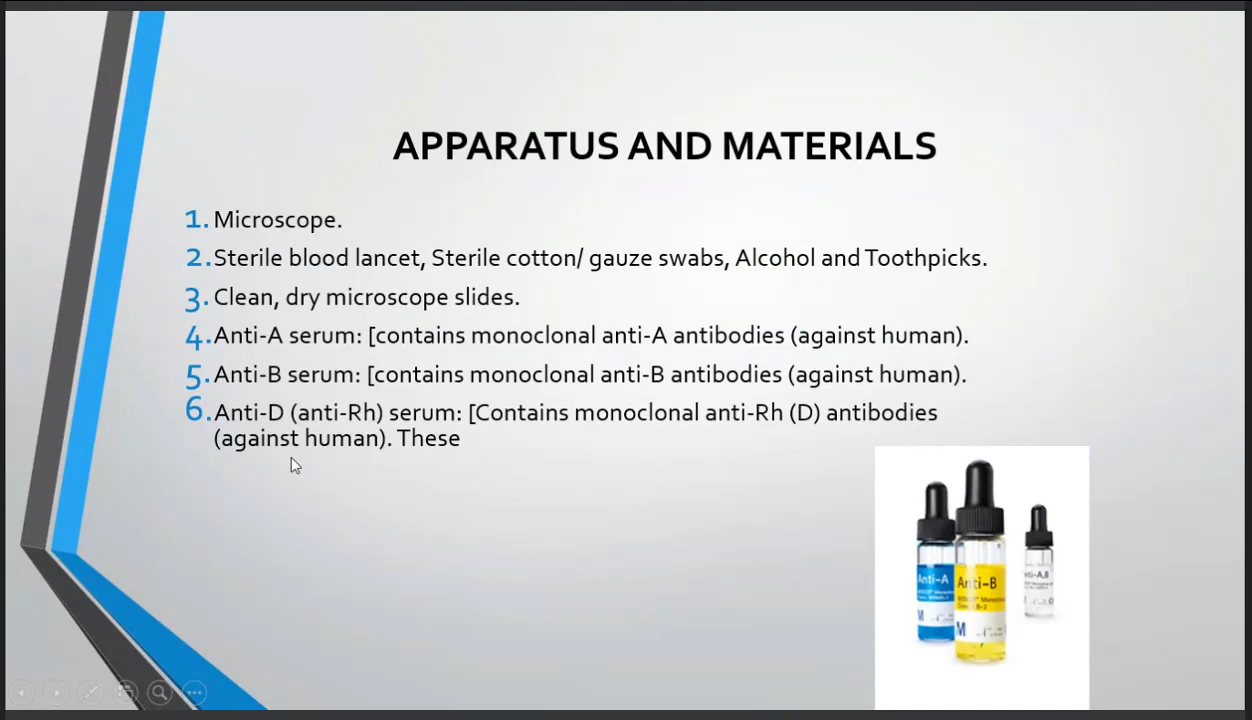 APPARATUS AND MATERIALS
1. Microscope.
2. Sterile blood lancet, Sterile cotton/ gauze swabs, Alcohol and Toothpicks.
3. Clean, dry microscope slides.
4. Anti-A serum: [contains monoclonal anti-A antibodies (against human).
5. Anti-B serum: [contains monoclonal anti-B antibodies (against human).
6. Anti-D (anti-Rh) serum: [Contains monoclonal anti-Rh (D) antibodies
(against human). These
Anti-A
Anti-B
nti-A,B
M
M